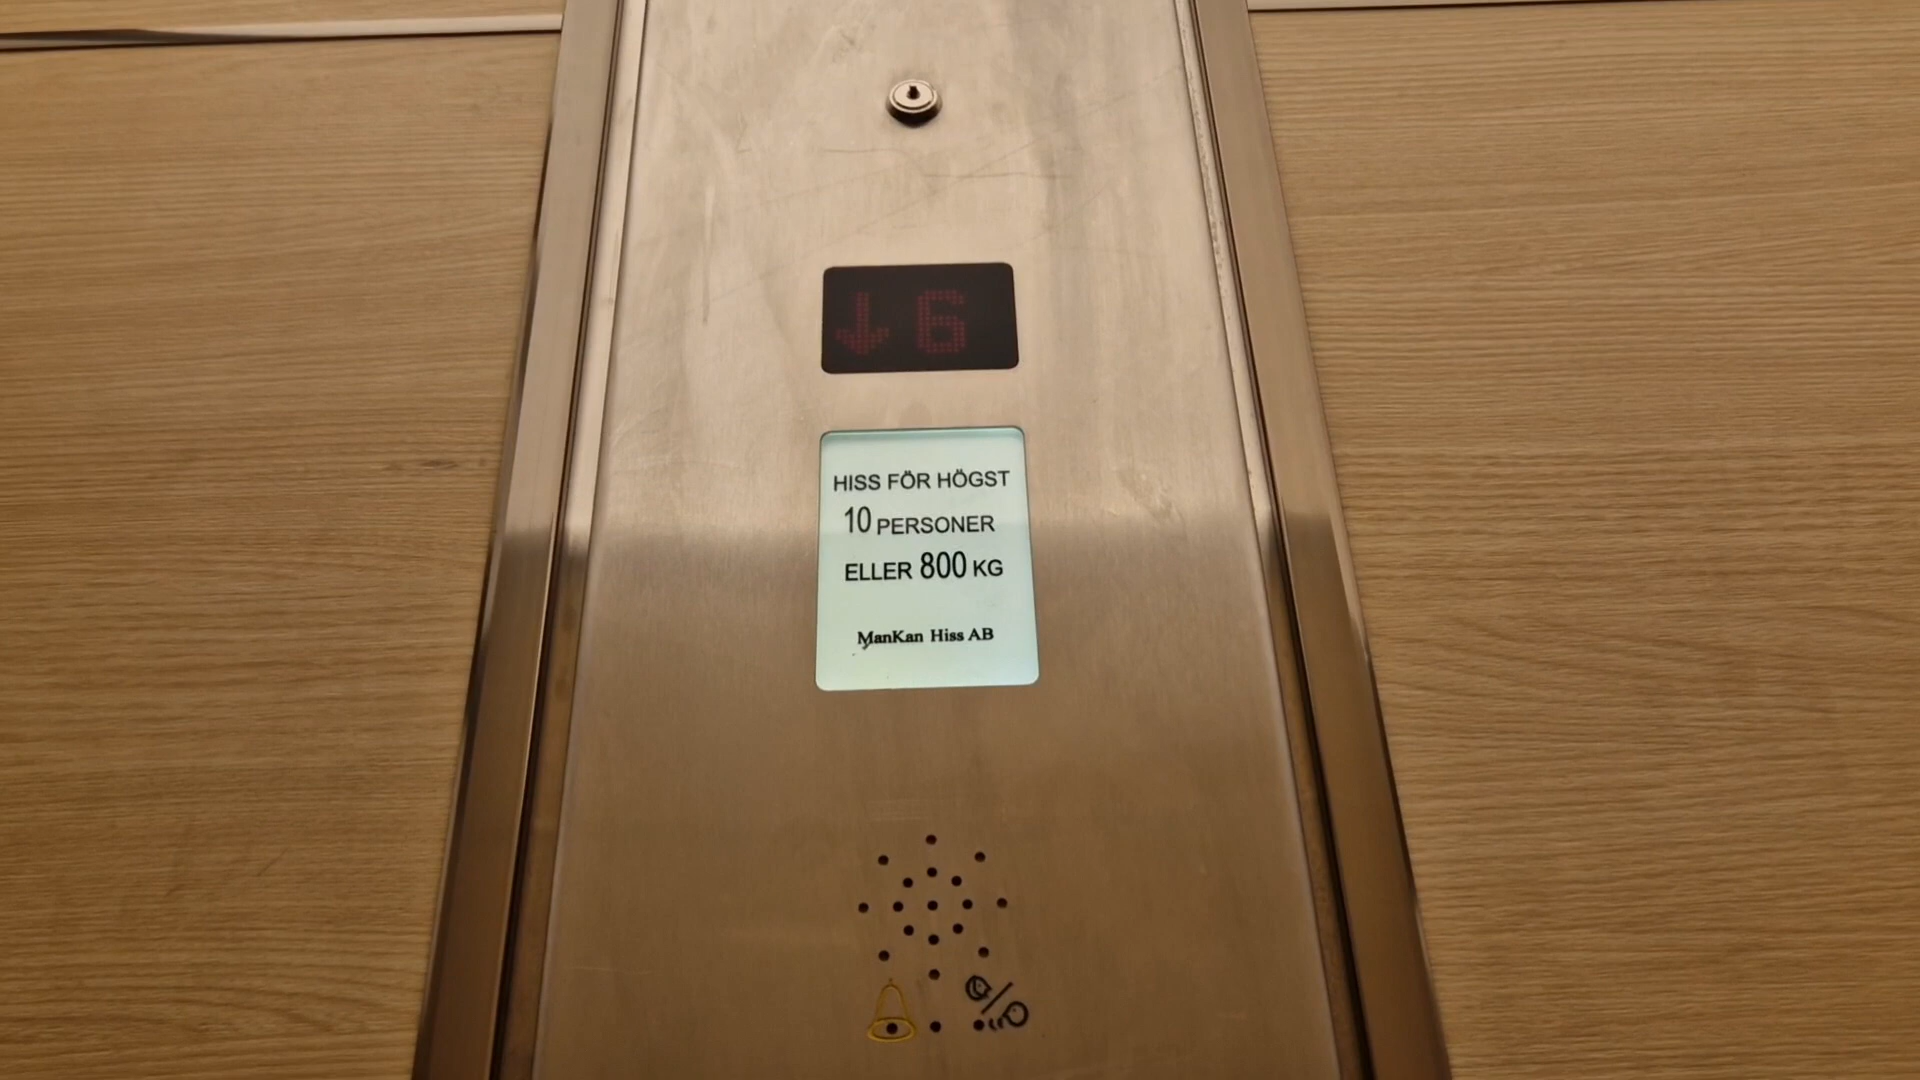 ↓6
HISS FÖR HÖGST
10 PERSONER
ELLER 800 KG
ManKan Hiss AB